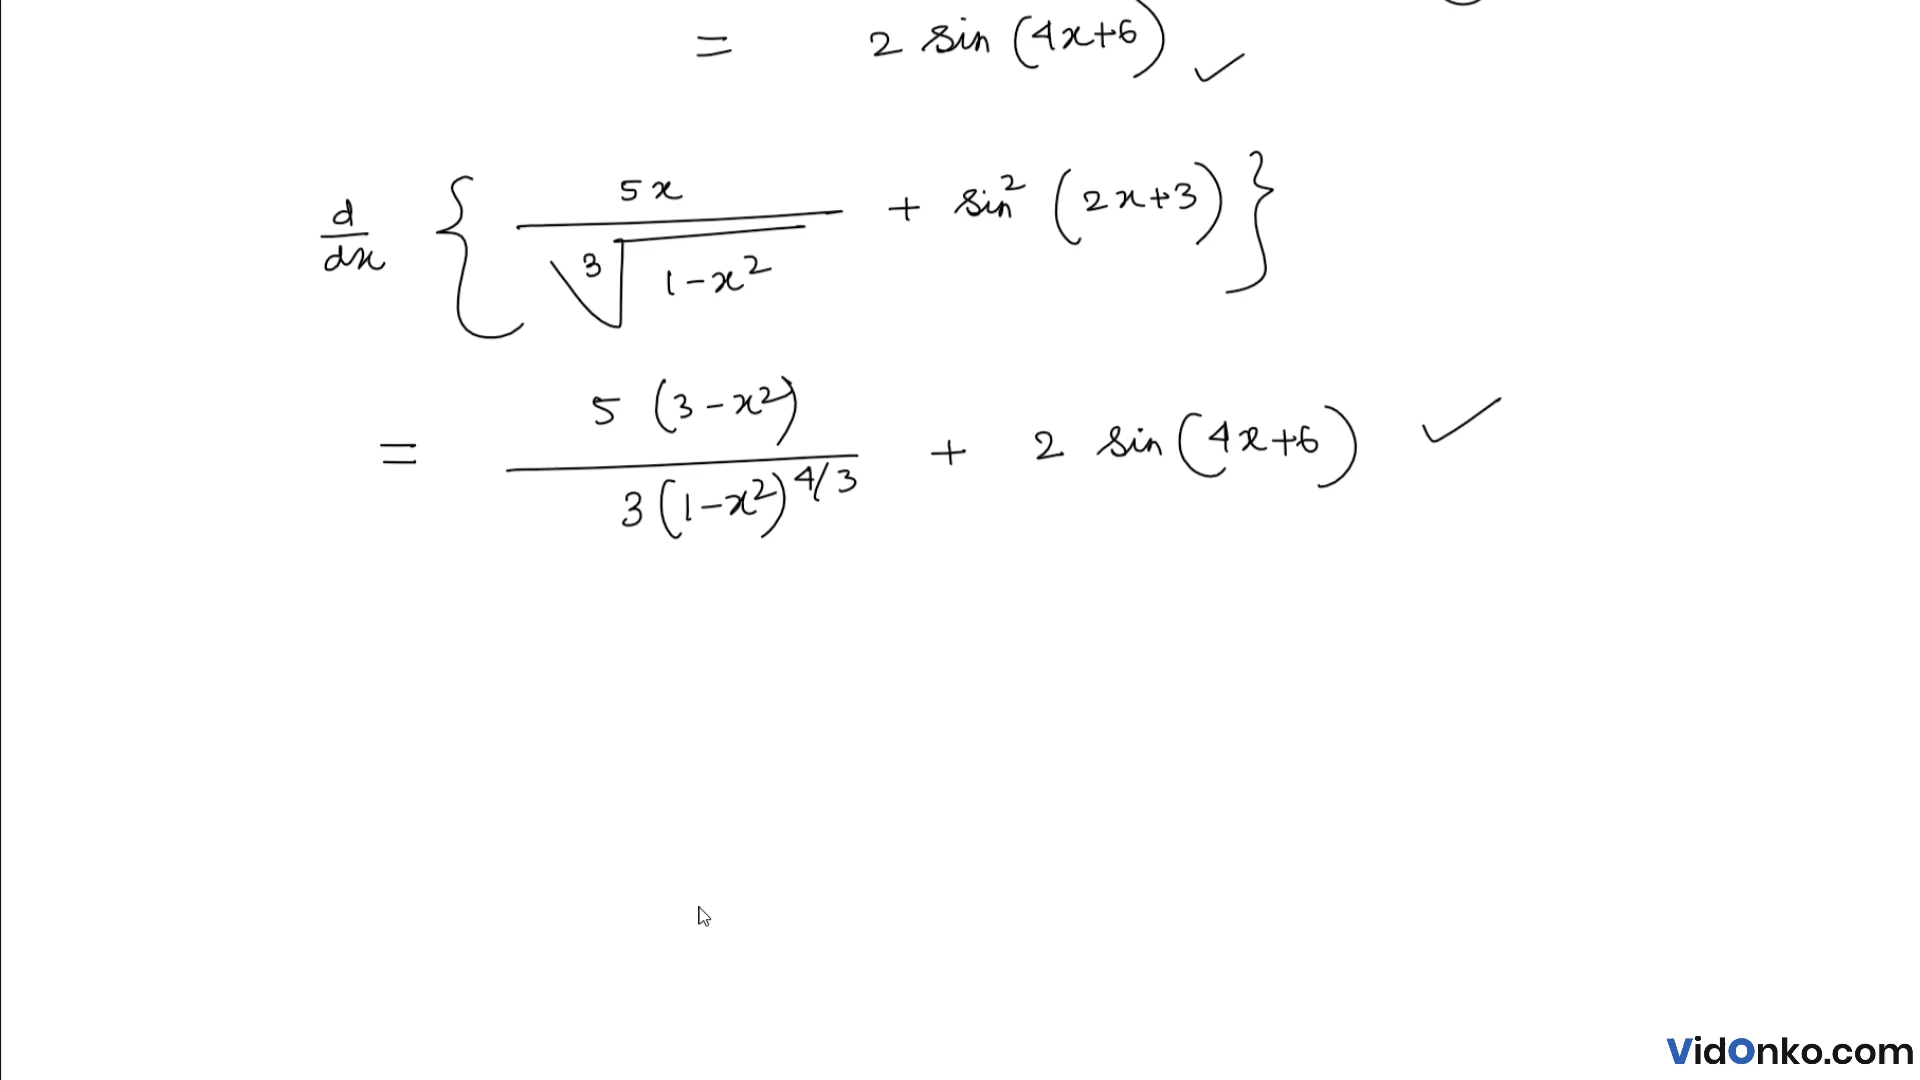 = 2 sin (4x+6) ✓
d/dx { 5x / ∛(1-x²) + sin² (2x+3) }
= 5 (3-x²) / 3(1-x²)^4/3 + 2 sin(4x+6) ✓
VidOnko.com